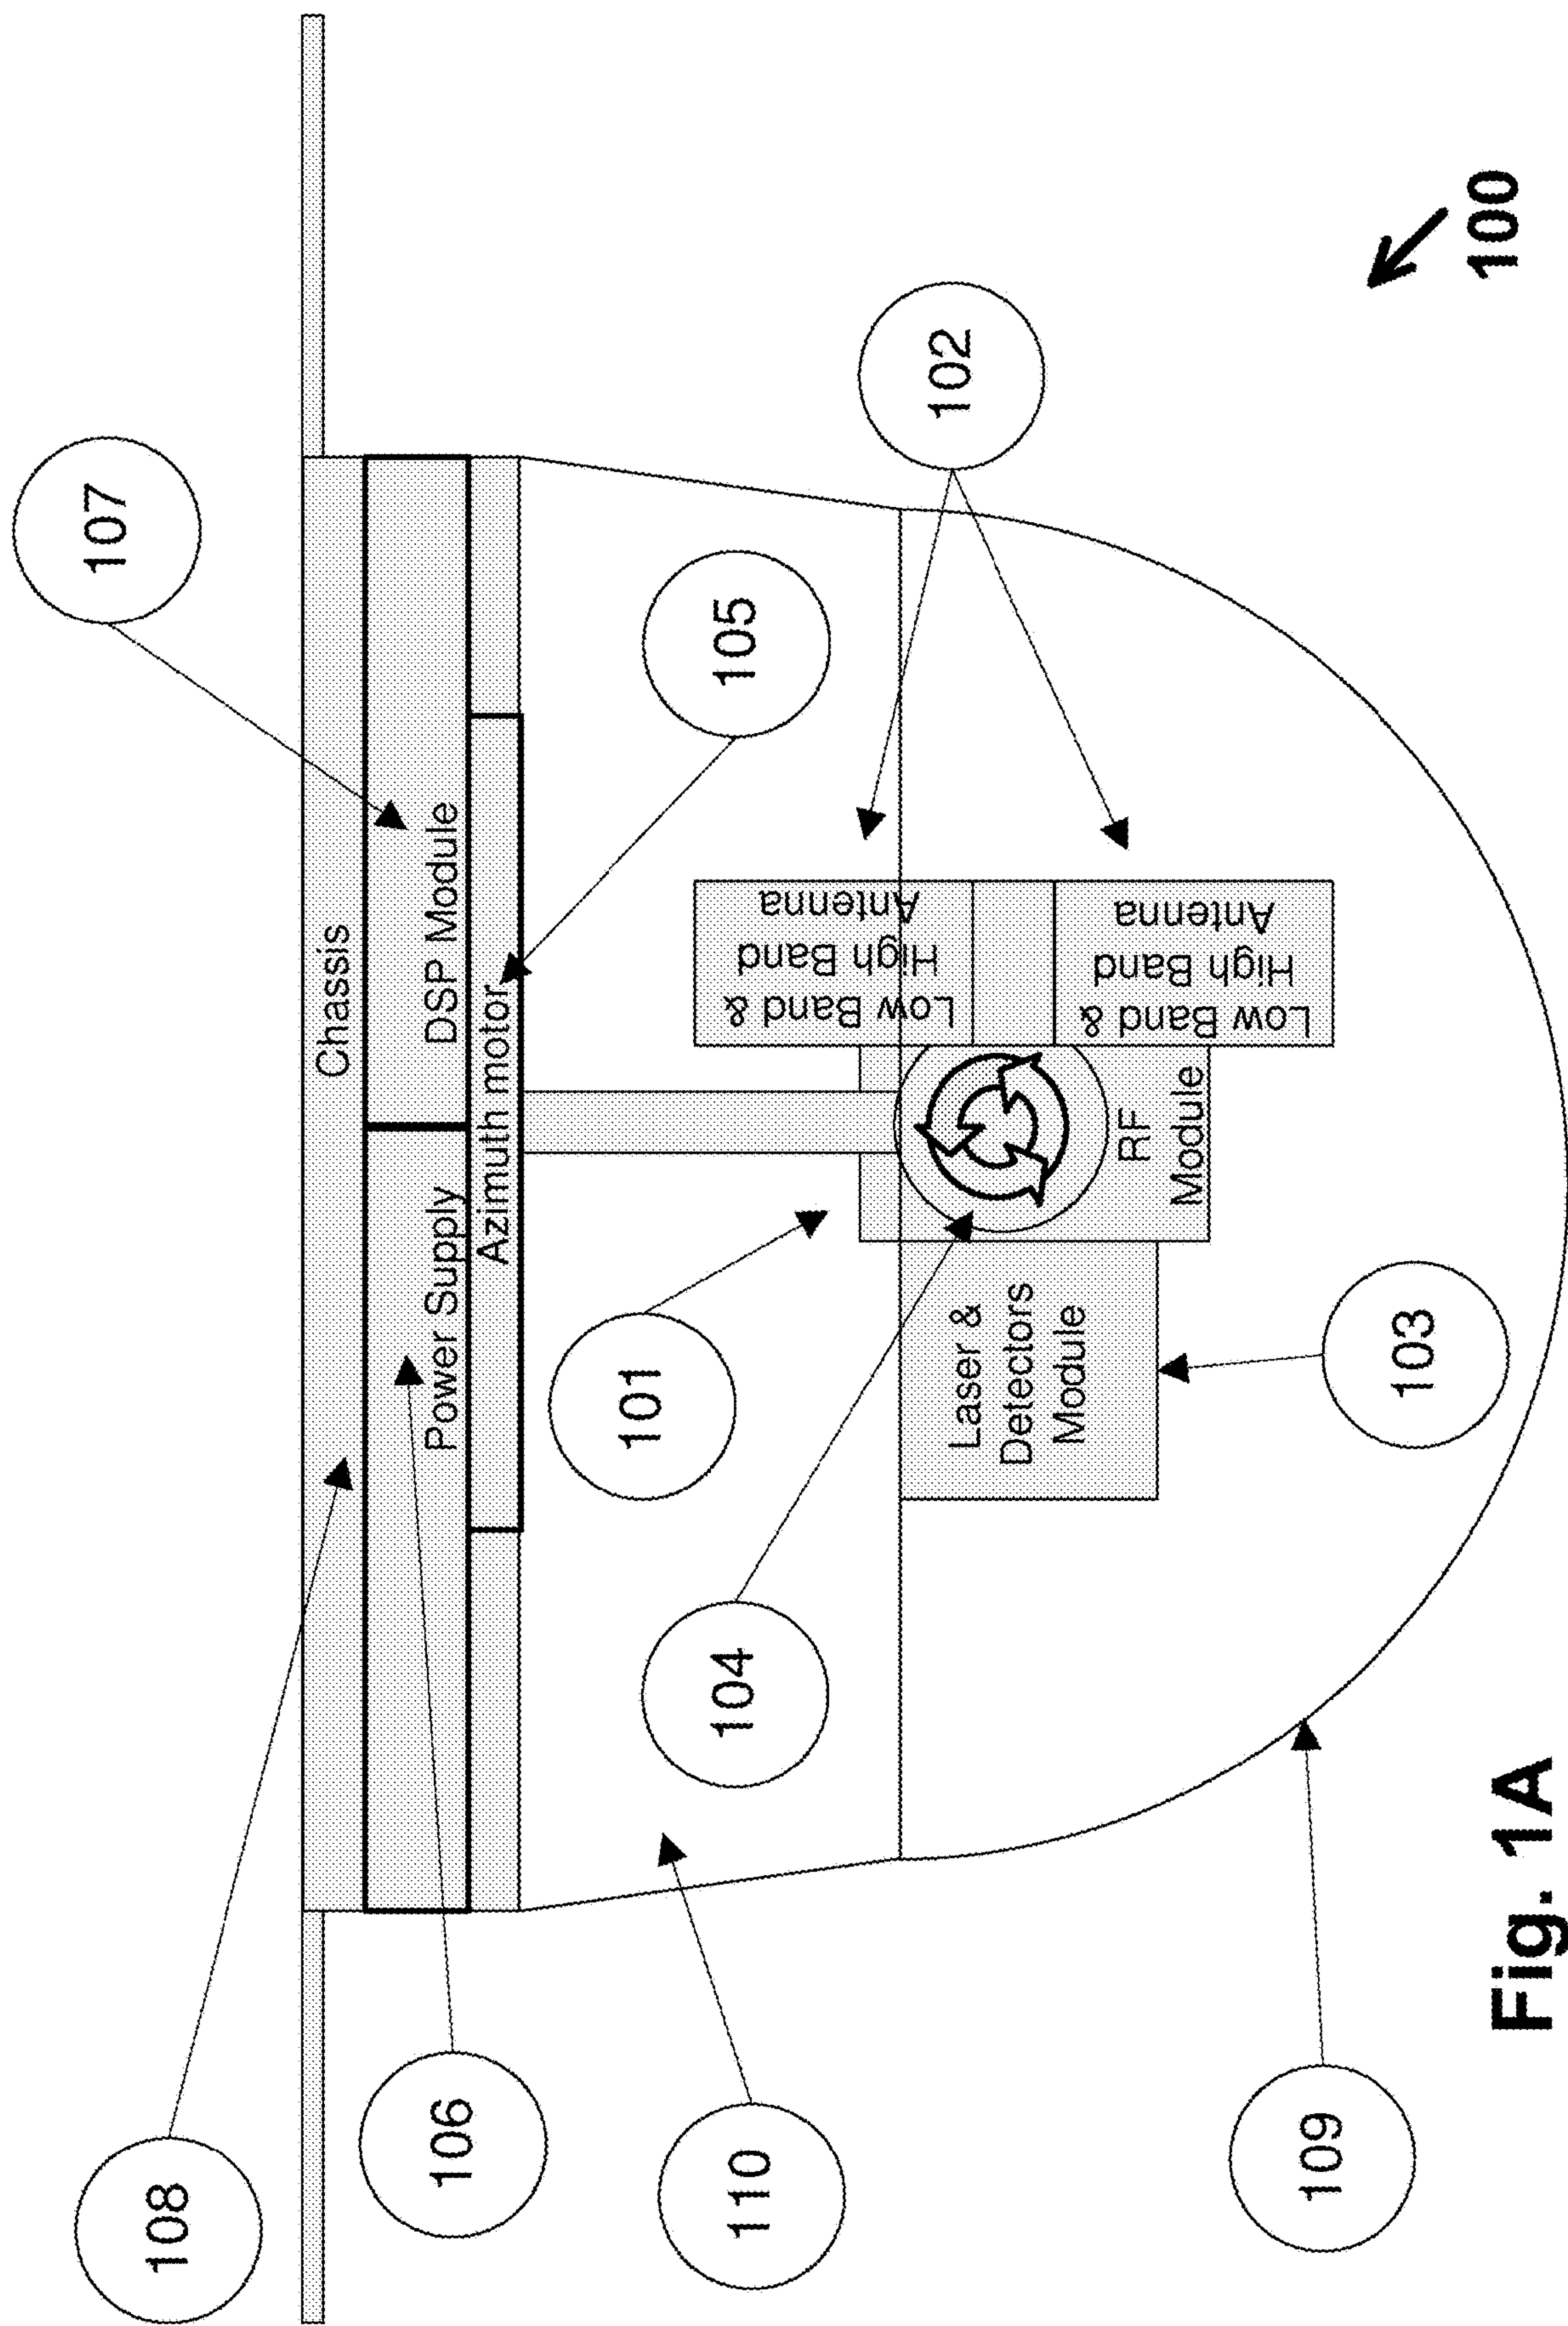 108
107
Chassis
106
Power Supply
DSP Module
Azimuth motor
110
104
101
105
102
Low Band &
High Band
Antenna
Laser &
Detectors
Module
RF
Module
Low Band &
High Band
Antenna
109
103
100
Fig. 1A